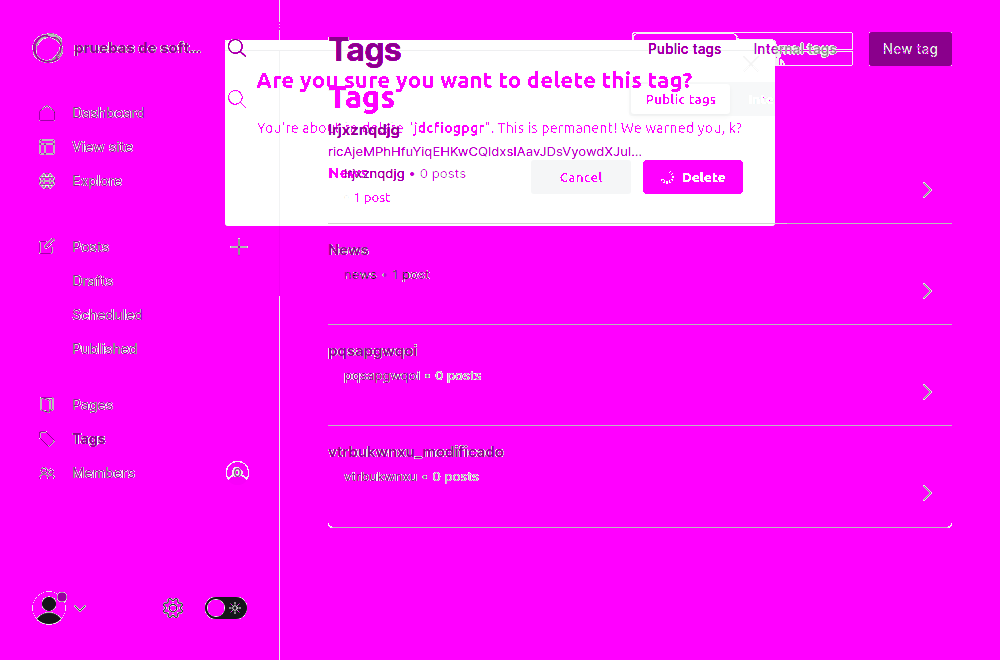 pruebas de soft...
Tags
Public tags
Internal tags
New tag
Are you sure you want to delete this tag?
Tags
Public tags
You're about to delete "jdcfiogpgr". This is permanent! We warned you, k?
ricAjeMPhHfuYiqEHKwCQIdxsIAavJDsVyowdXJuI...
News
• 0 posts
1 post
Cancel
Delete
Dashboard
View site
Explore
Posts
Drafts
Scheduled
Published
Pages
Tags
Members
News
news • 1 post
pqsapgwqoi
pqsapgwqoi • 0 posts
vtrbukwnxu_modificado
vtrbukwnxu • 0 posts